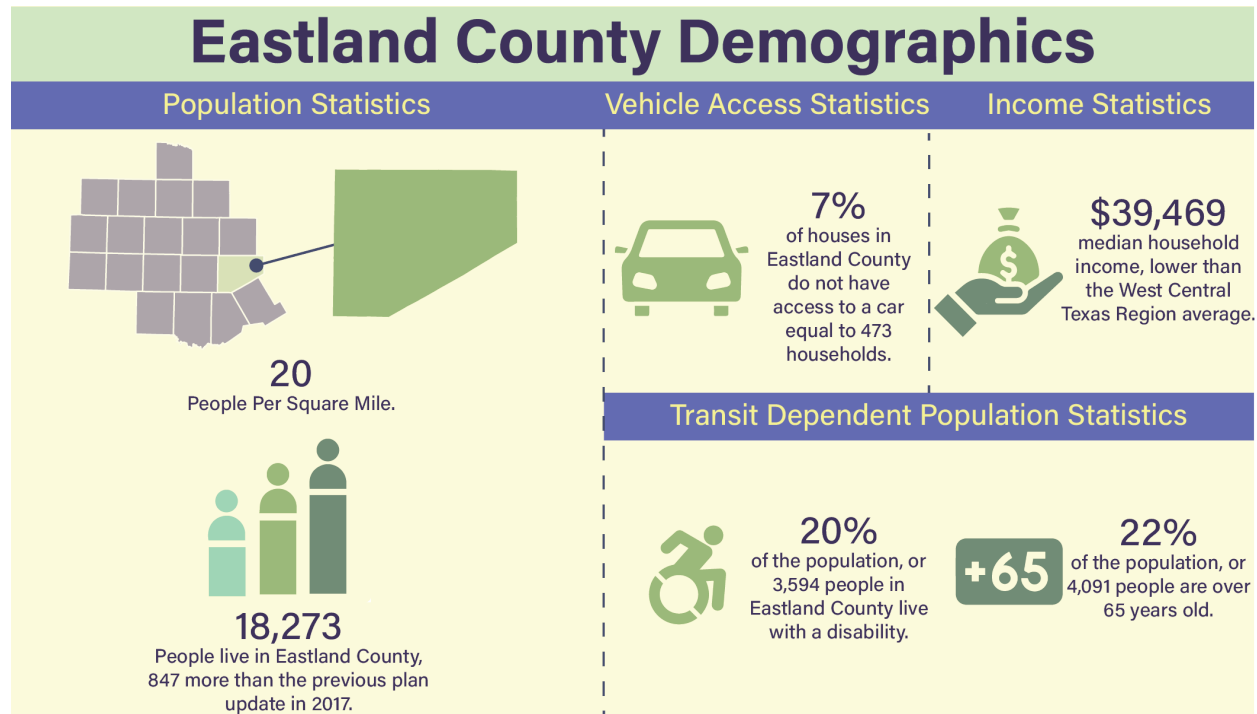 Eastland County Demographics
Population Statistics
20
People Per Square Mile.
18,273
People live in Eastland County,
847 more than the previous plan
update in 2017.
Vehicle Access Statistics
7%
of houses in
Eastland County
do not have
access to a car
equal to 473
households.
Income Statistics
$
$39,469
median household
income, lower than
the West Central
Texas Region average.
Transit Dependent Population Statistics
20%
of the population, or
3,594 people in
Eastland County live
with a disability.
+65
22%
of the population, or
4,091 people are over
65 years old.